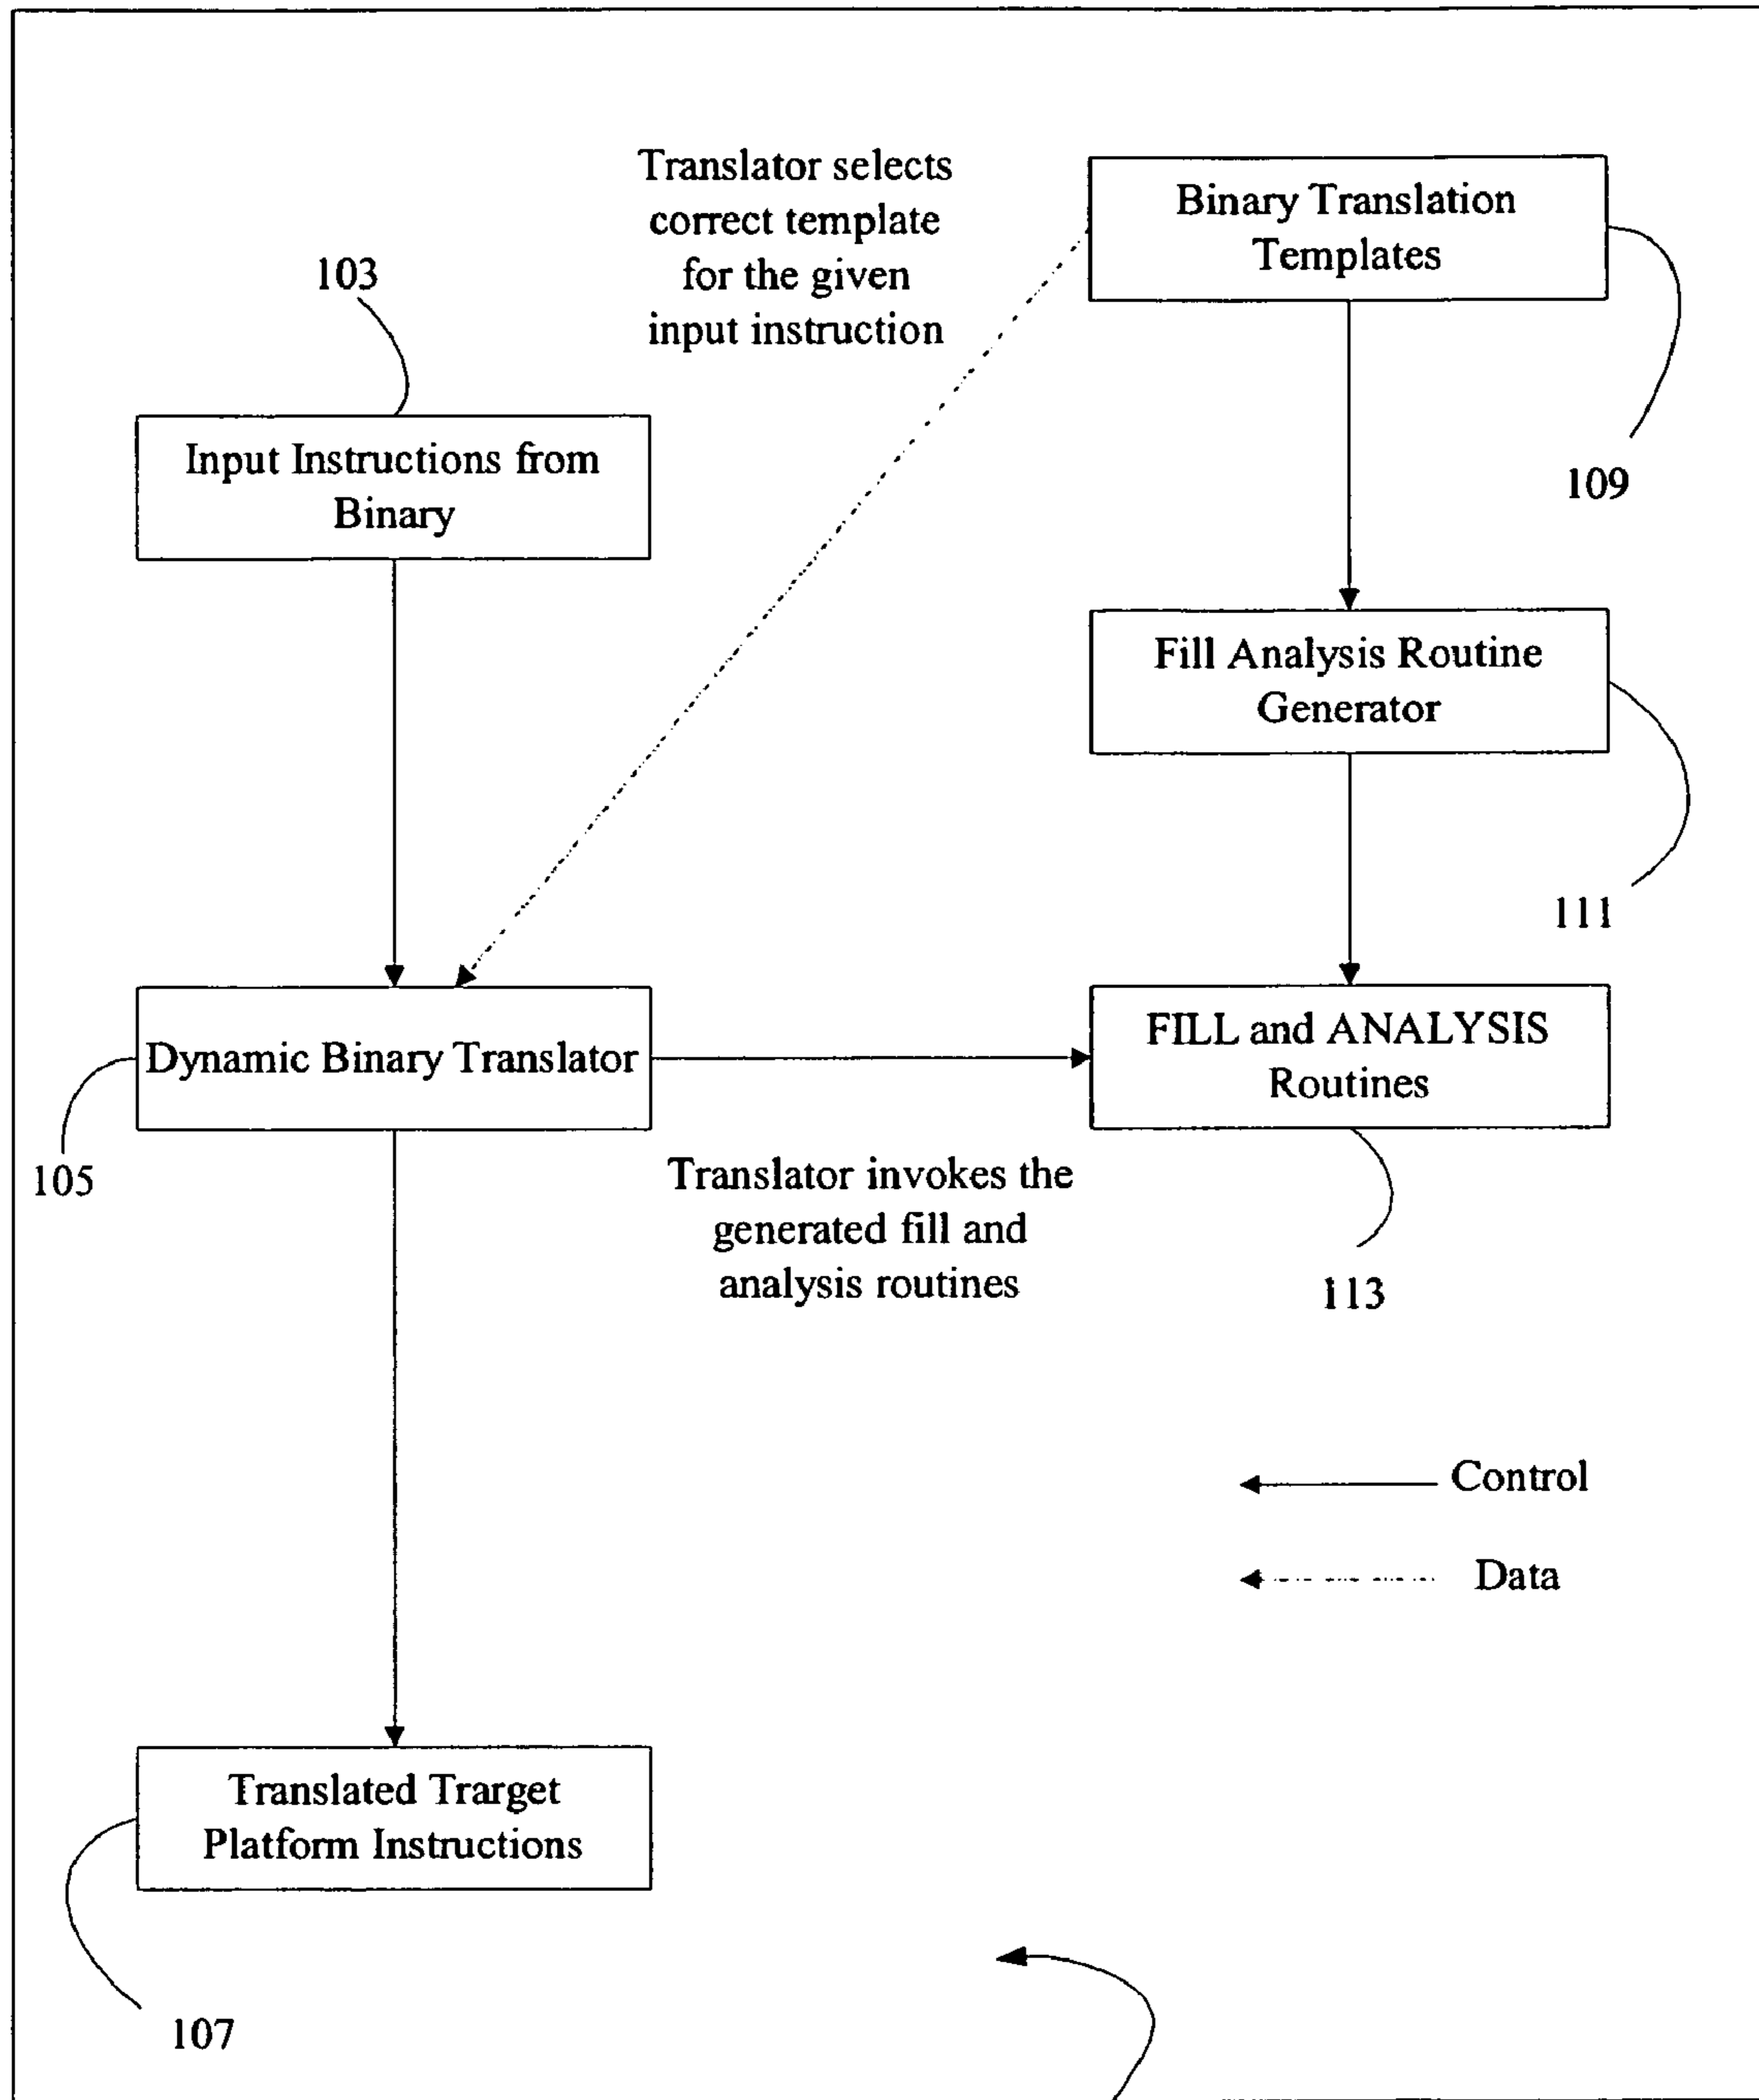 Translator selects
correct template
for the given
input instruction
Binary Translation
Templates
103
109
Input Instructions from
Binary
Fill Analysis Routine
Generator
111
Dynamic Binary Translator
FILL and ANALYSIS
Routines
105
Translator invokes the
generated fill and
analysis routines
113
Control
Data
Translated Trarget
Platform Instructions
107